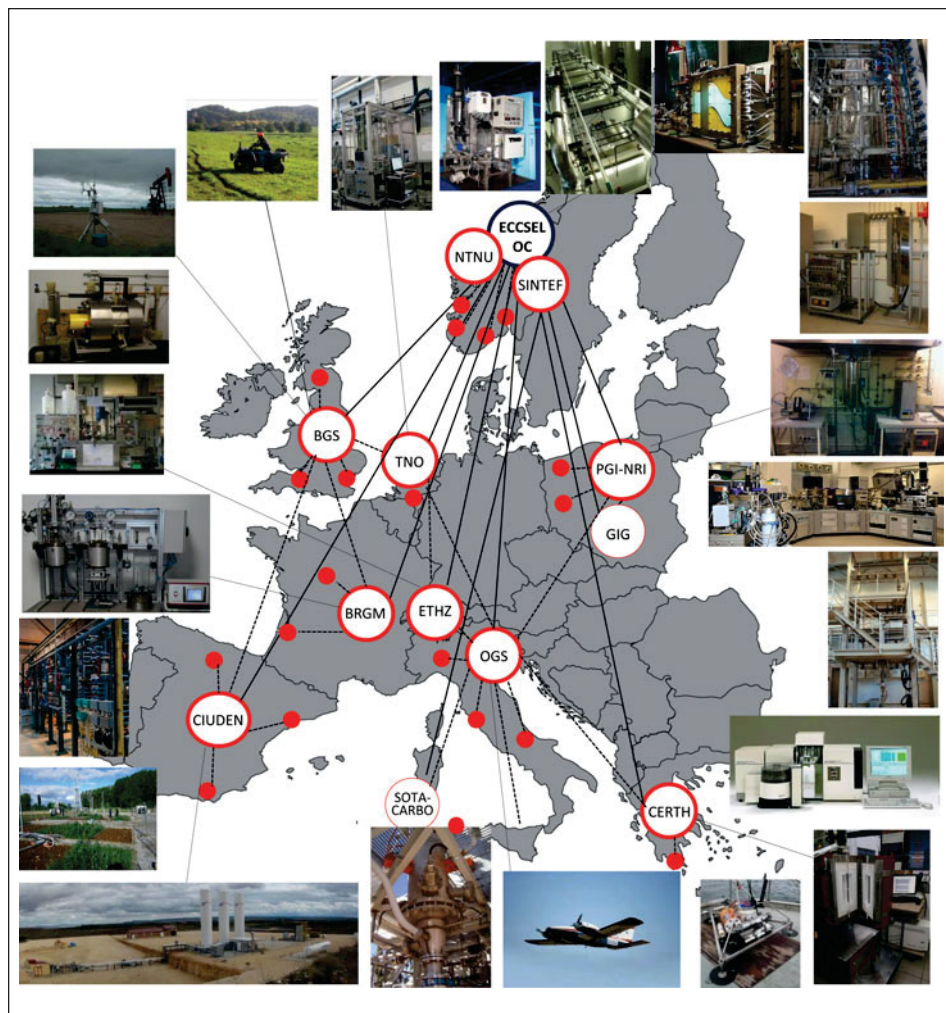 ECCSEL
OC
NTNU
SINTEF
BGS
TNO
PGI-NRI
GIG
BRGM
ETHZ
OGS
CIUDEN
SOTA-
CARBO
CERTH